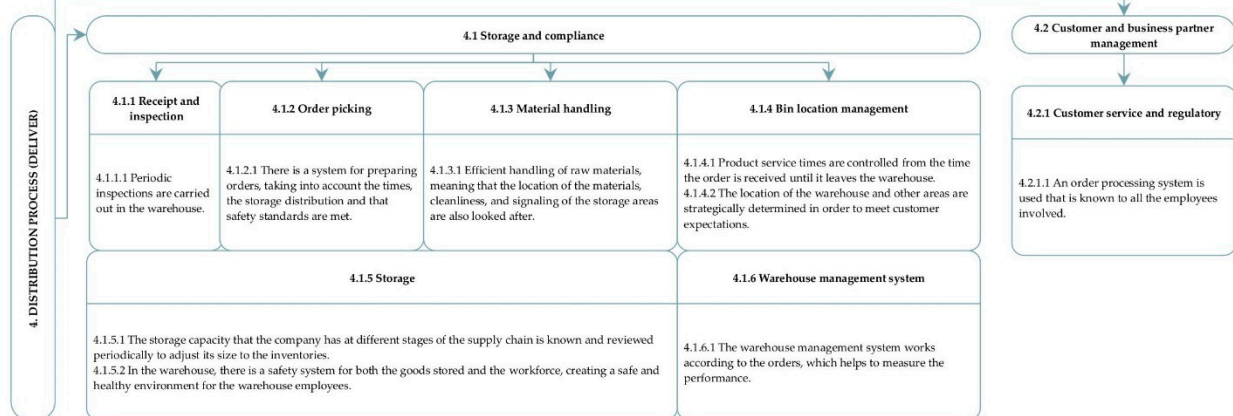 4. DISTRIBUTION PROCESS (DELIVER)
4.1 Storage and compliance
4.1.1 Receipt and
inspection
4.1.1.1 Periodic
inspections are carried
out in the warehouse.
4.1.2 Order picking
4.1.2.1 There is a system for preparing
orders, taking into account the times,
the storage distribution and that
safety standards are met.
4.1.3 Material handling
4.1.3.1 Efficient handling of raw materials,
meaning that the location of the materials,
cleanliness, and signaling of the storage areas
are also looked after.
4.1.4 Bin location management
4.1.4.1 Product service times are controlled from the time
the order is received until it leaves the warehouse.
4.1.4.2 The location of the warehouse and other areas are
strategically determined in order to meet customer
expectations.
4.1.5 Storage
4.1.5.1 The storage capacity that the company has at different stages of the supply chain is known and reviewed
periodically to adjust its size to the inventories.
4.1.5.2 In the warehouse, there is a safety system for both the goods stored and the workforce, creating a safe and
healthy environment for the warehouse employees.
4.1.6 Warehouse management system
4.1.6.1 The warehouse management system works
according to the orders, which helps to measure the
performance.
4.2 Customer and business partner
management
4.2.1 Customer service and regulatory
4.2.1.1 An order processing system is
used that is known to all the employees
involved.